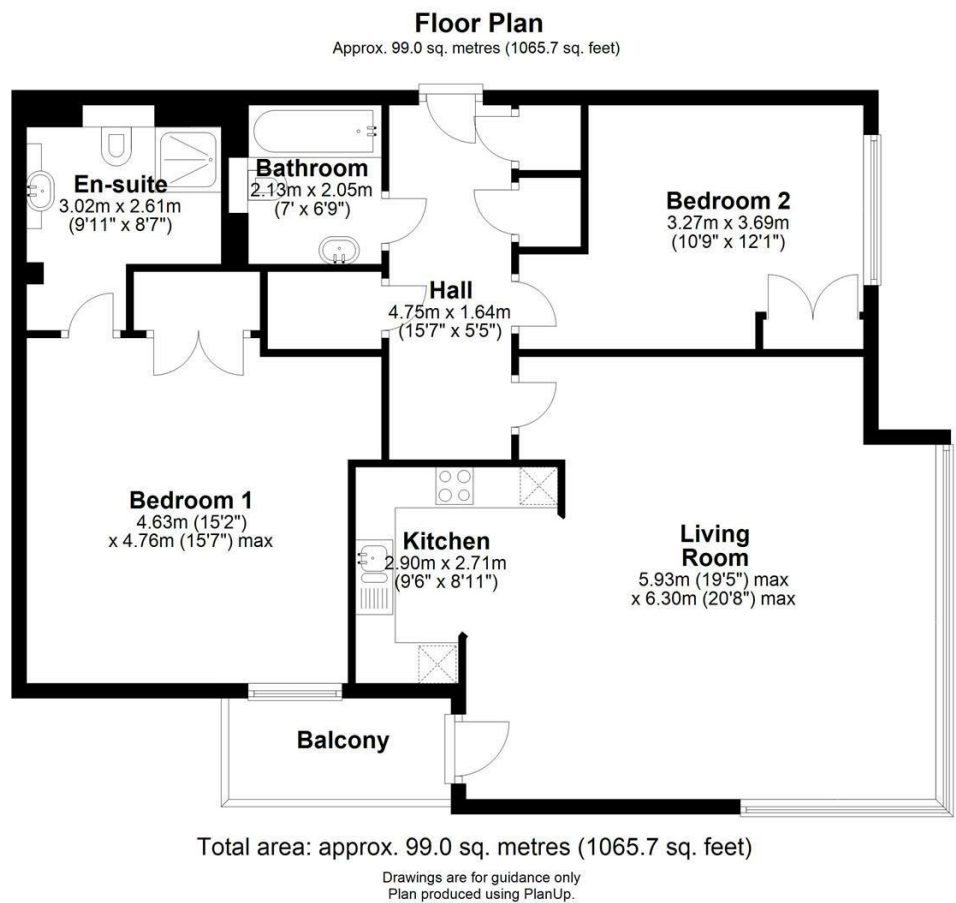 Floor Plan
Approx. 99.0 sq. metres (1065.7 sq. feet)
En-suite
3.02m x 2.61m
(9'11" x 8'7")
Bathroom
2.13m x 2.05m
(7' x 6'9")
Bedroom 2
3.27m x 3.69m
(10'9" x 12'1")
Hall
4.75m x 1.64m
(15'7" x 5'5")
Bedroom 1
4.63m (15'2")
x 4.76m (15'7") max
Kitchen
2.90m x 2.71m
(9'6" x 8'11")
Living
Room
5.93m (19'5") max
x 6.30m (20'8") max
Balcony
Total area: approx. 99.0 sq. metres (1065.7 sq. feet)
Drawings are for guidance only
Plan produced using PlanUp.